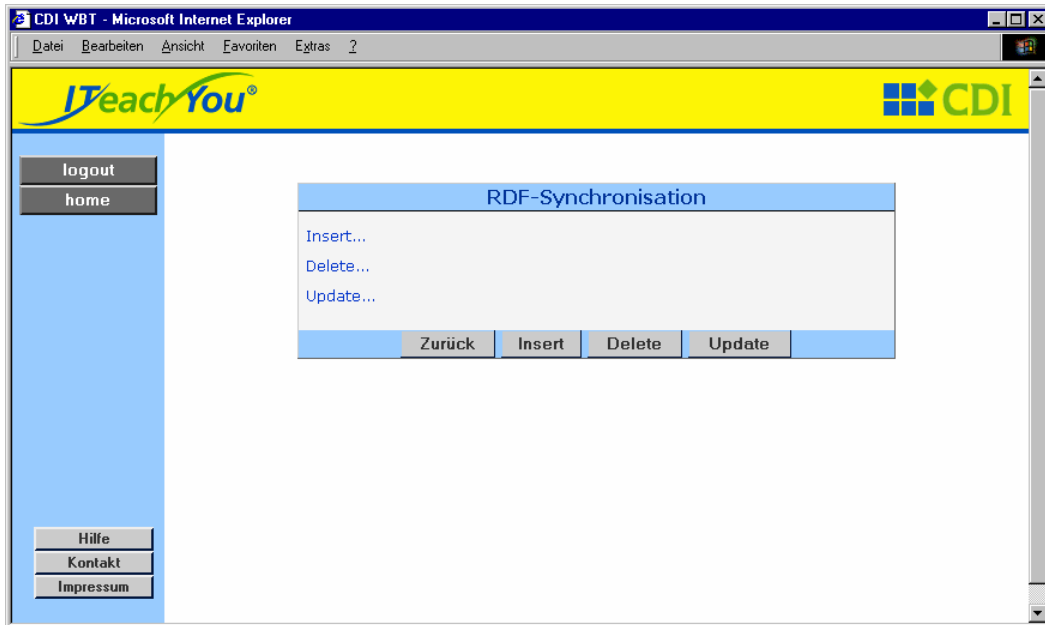 CDI WBT - Microsoft Internet Explorer
Datei Bearbeiten Ansicht Favoriten Extras ?
ITeachYou® CDI
logout
home
RDF-Synchronisation
Insert...
Delete...
Update...
Zurück Insert Delete Update
Hilfe
Kontakt
Impressum